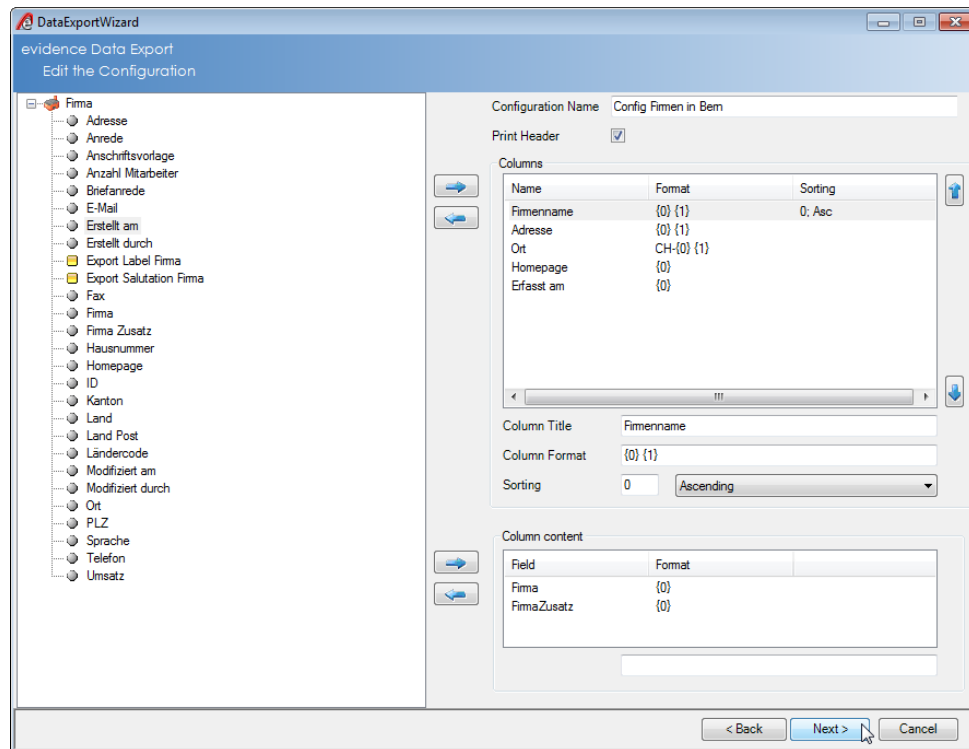 DataExportWizard
evidence Data Export
Edit the Configuration
Firma
Adresse
Anrede
Anschriftsvorlage
Anzahl Mitarbeiter
Briefanrede
E-Mail
Erstellt am
Erstellt durch
Export Label Firma
Export Salutation Firma
Fax
Firma
Firma Zusatz
Hausnummer
Homepage
ID
Kanton
Land
Land Post
Ländercode
Modifiziert am
Modifiziert durch
Ort
PLZ
Sprache
Telefon
Umsatz
Configuration Name Config Firmen in Bern
Print Header
Columns
Name Format Sorting
Firmenname {0} {1} 0; Asc
Adresse {0} {1}
Ort CH-{0} {1}
Homepage {0}
Erfasst am {0}
Column Title Firmenname
Column Format {0} {1}
Sorting 0 Ascending
Column content
Field Format
Firma {0}
FirmaZusatz {0}
< Back Next > Cancel